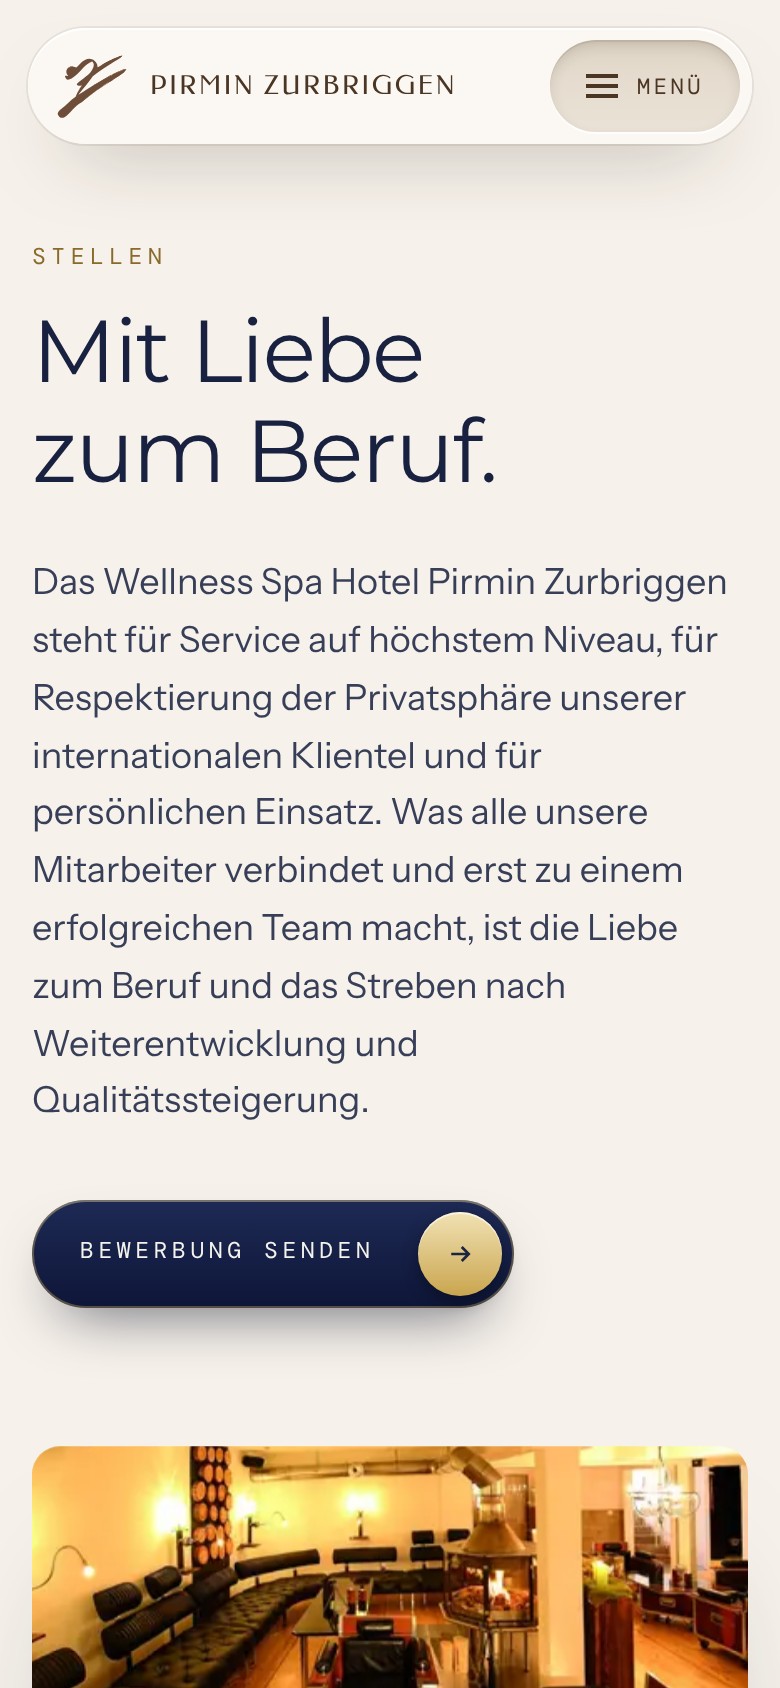 PIRMIN ZURBRIGGEN
MENÜ
STELLEN
Mit Liebe
zum Beruf.
Das Wellness Spa Hotel Pirmin Zurbriggen
steht für Service auf höchstem Niveau, für
Respektierung der Privatsphäre unserer
internationalen Klientel und für
persönlichen Einsatz. Was alle unsere
Mitarbeiter verbindet und erst zu einem
erfolgreichen Team macht, ist die Liebe
zum Beruf und das Streben nach
Weiterentwicklung und
Qualitätssteigerung.
BEWERBUNG SENDEN